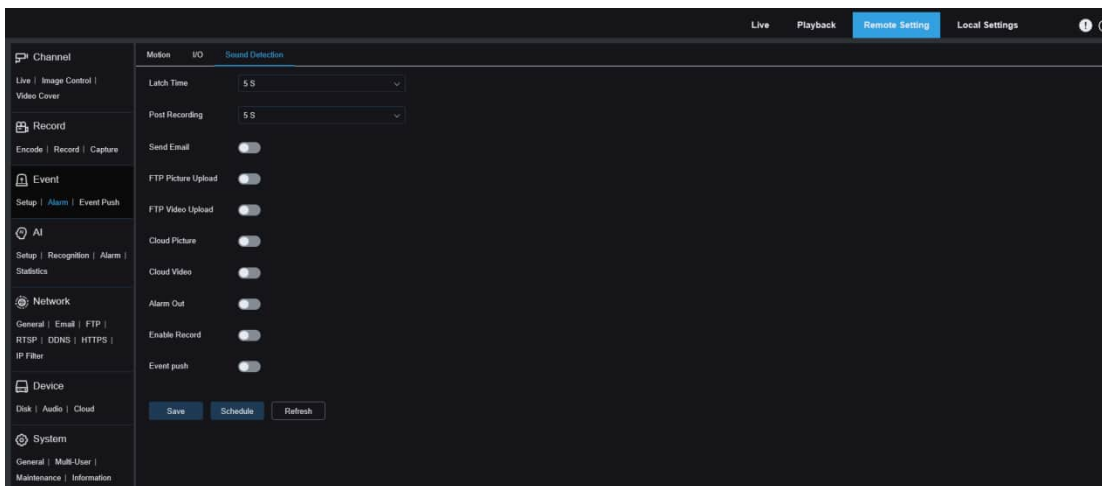 Live Playback Remote Setting Local Settings
Channel
Live | Image Control |
Video Cover
Record
Encode | Record | Capture
Event
Setup | Alarm | Event Push
AI
Setup | Recognition | Alarm |
Statistics
Network
General | Email | FTP |
RTSP | DDNS | HTTPS |
IP Filter
Device
Disk | Audio | Cloud
System
General | Multi-User |
Maintenance | Information
Motion I/O Sound Detection
Latch Time 5 S
Post Recording 5 S
Send Email
FTP Picture Upload
FTP Video Upload
Cloud Picture
Cloud Video
Alarm Out
Enable Record
Event push
Save Schedule Refresh